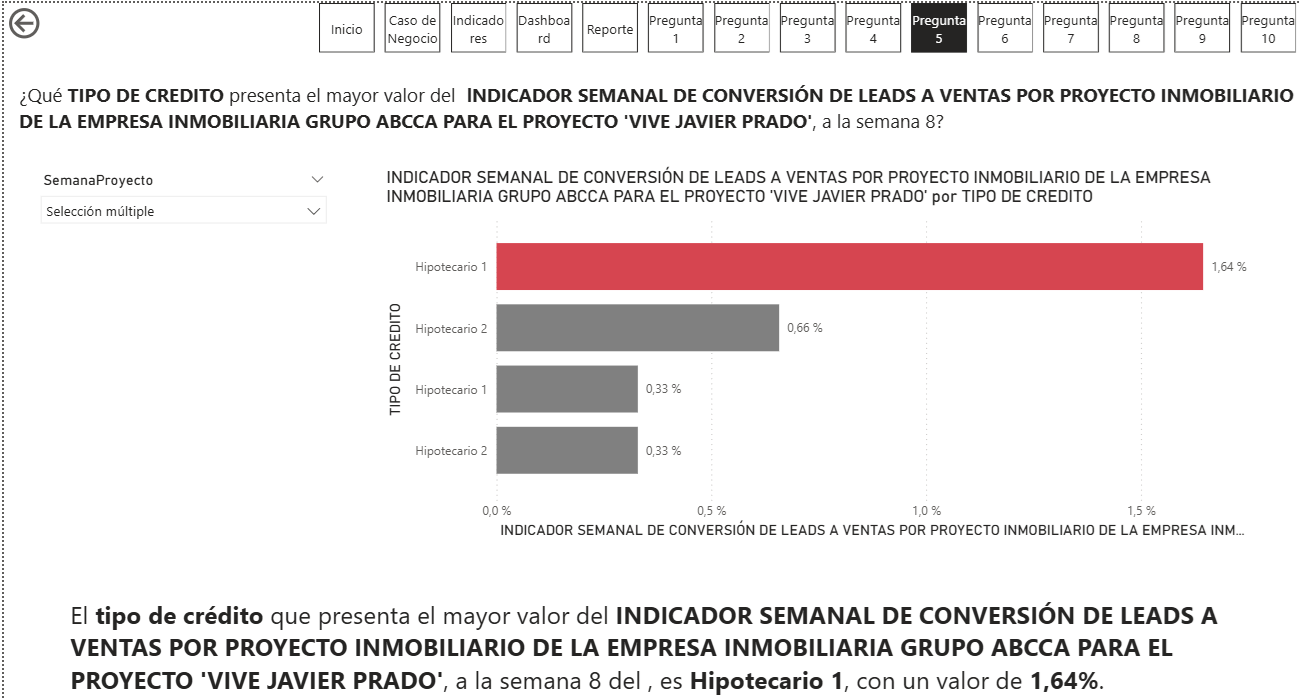 Inicio
Caso de
Negocio
Indicado
res
Dashboa
rd
Reporte
Pregunta
1
Pregunta
2
Pregunta
3
Pregunta
4
Pregunta
5
Pregunta
6
Pregunta
7
Pregunta
8
Pregunta
9
Pregunta
10
¿Qué TIPO DE CREDITO presenta el mayor valor del INDICADOR SEMANAL DE CONVERSIÓN DE LEADS A VENTAS POR PROYECTO INMOBILIARIO
DE LA EMPRESA INMOBILIARIA GRUPO ABCCA PARA EL PROYECTO 'VIVE JAVIER PRADO', a la semana 8?
SemanaProyecto
Selección múltiple
INDICADOR SEMANAL DE CONVERSIÓN DE LEADS A VENTAS POR PROYECTO INMOBILIARIO DE LA EMPRESA
INMOBILIARIA GRUPO ABCCA PARA EL PROYECTO 'VIVE JAVIER PRADO' por TIPO DE CREDITO
TIPO DE CREDITO
Hipotecario 1
1,64 %
Hipotecario 2
0,66 %
Hipotecario 1
0,33 %
Hipotecario 2
0,33 %
0,0 %
0,5 %
1,0 %
1,5 %
INDICADOR SEMANAL DE CONVERSIÓN DE LEADS A VENTAS POR PROYECTO INMOBILIARIO DE LA EMPRESA INM...
El tipo de crédito que presenta el mayor valor del INDICADOR SEMANAL DE CONVERSIÓN DE LEADS A
VENTAS POR PROYECTO INMOBILIARIO DE LA EMPRESA INMOBILIARIA GRUPO ABCCA PARA EL
PROYECTO 'VIVE JAVIER PRADO', a la semana 8 del , es Hipotecario 1, con un valor de 1,64%.